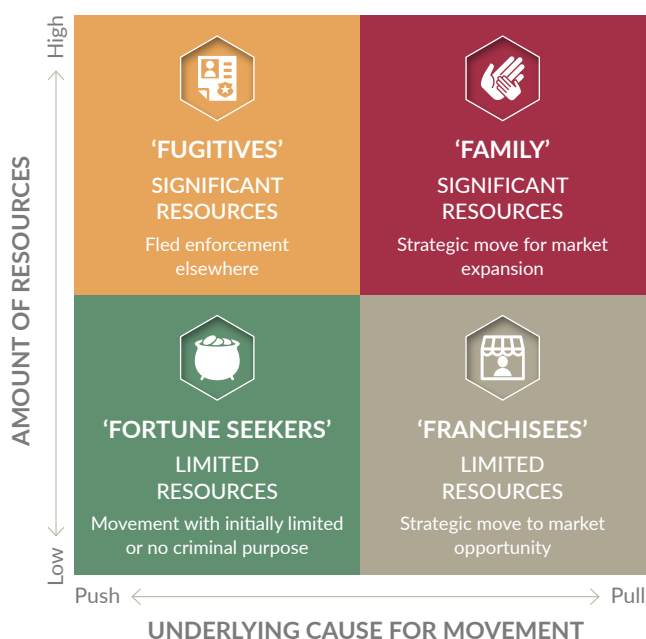 High
AMOUNT OF RESOURCES
Low
‘FUGITIVES’
SIGNIFICANT
RESOURCES
Fled enforcement
elsewhere
‘FAMILY’
SIGNIFICANT
RESOURCES
Strategic move for market
expansion
‘FORTUNE SEEKERS’
LIMITED
RESOURCES
Movement with initially limited
or no criminal purpose
‘FRANCHISEES’
LIMITED
RESOURCES
Strategic move to market
opportunity
Push
Pull
UNDERLYING CAUSE FOR MOVEMENT